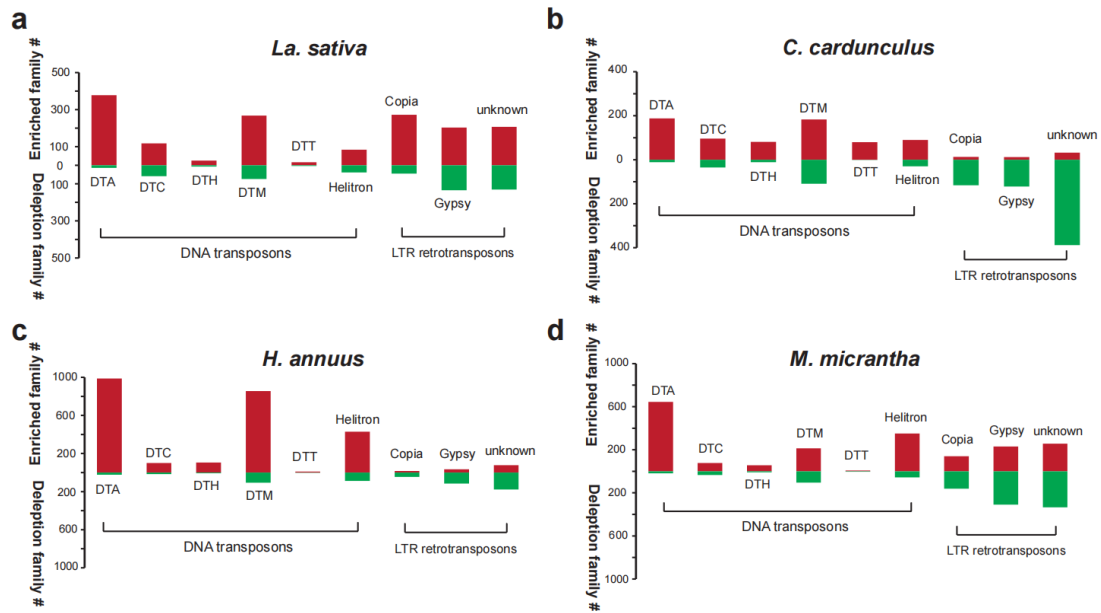 a
La. sativa
Enriched family #
Deleption family #
500
300
100
0
100
300
500
DTA
DTC
DTH
DTM
DTT
Helitron
Copia
Gypsy
unknown
DNA transposons
LTR retrotransposons
b
C. cardunculus
Enriched family #
Deleption family #
400
200
0
200
400
DTA
DTC
DTH
DTM
DTT
Helitron
Copia
Gypsy
unknown
DNA transposons
LTR retrotransposons
c
H. annuus
Enriched family #
Deleption family #
1000
600
200
200
600
1000
DTA
DTC
DTH
DTM
DTT
Helitron
Copia
Gypsy
unknown
DNA transposons
LTR retrotransposons
d
M. micrantha
Enriched family #
Deleption family #
1000
600
200
200
600
1000
DTA
DTC
DTH
DTM
DTT
Helitron
Copia
Gypsy
unknown
DNA transposons
LTR retrotransposons